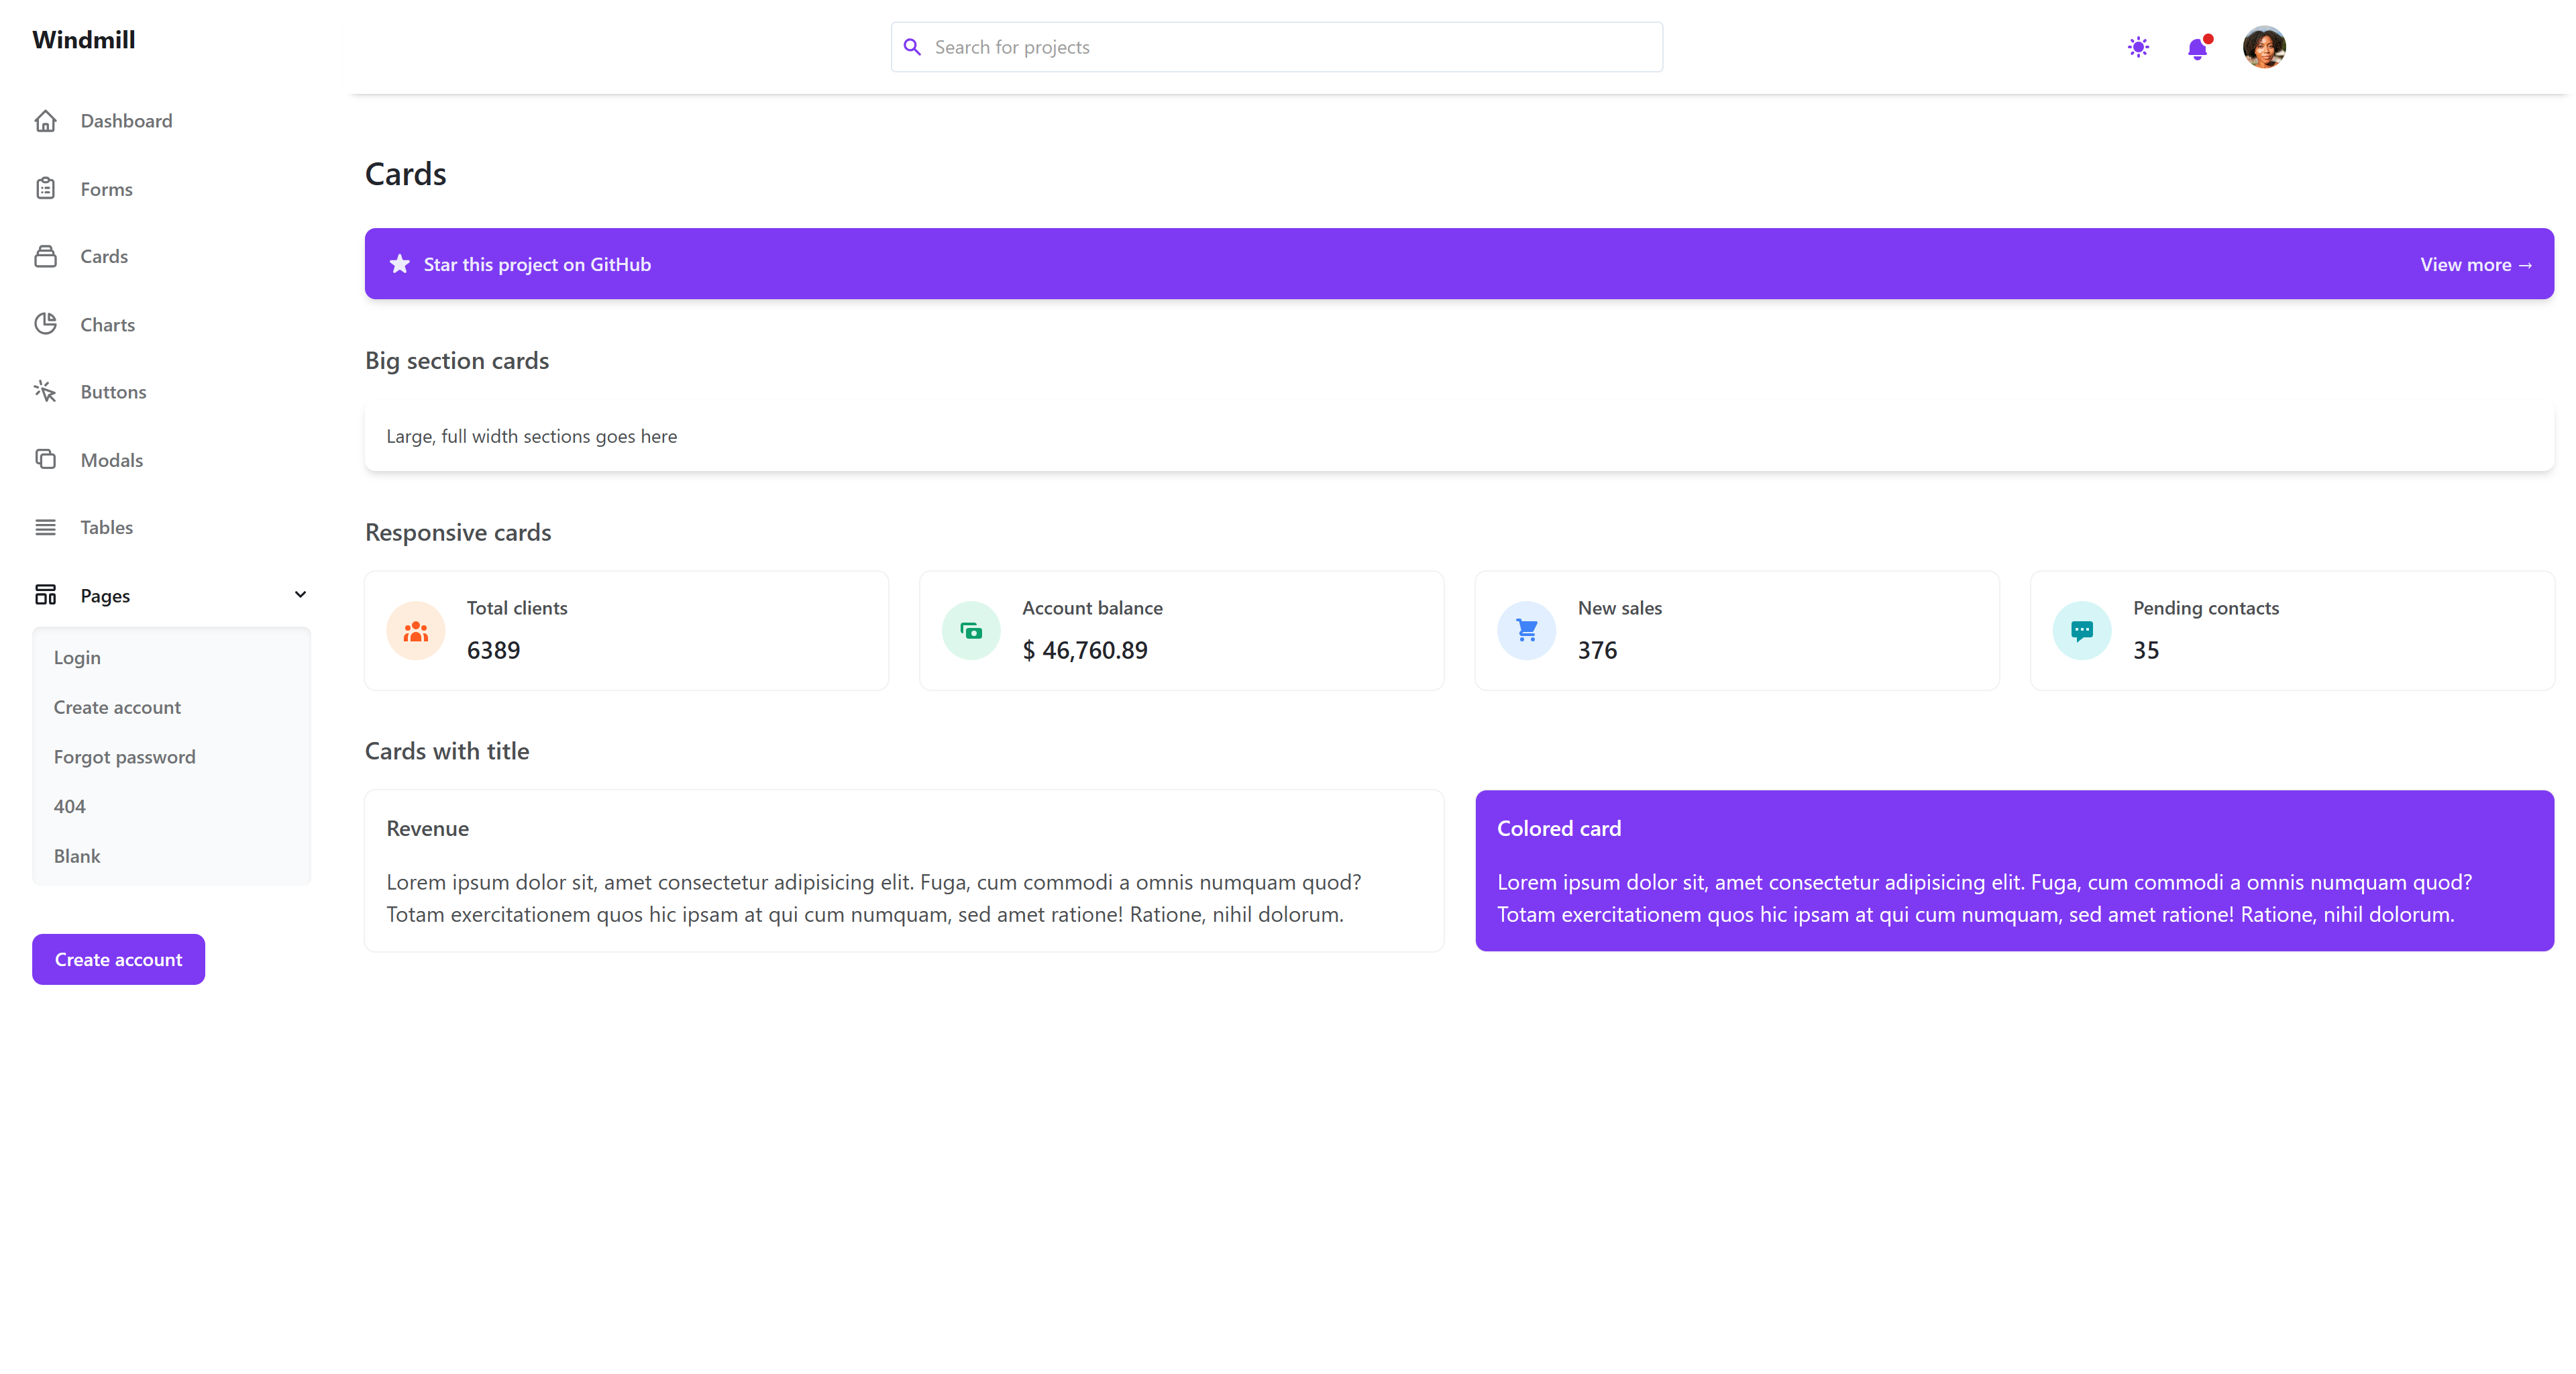 Windmill
Search for projects
Dashboard
Forms
Cards
Charts
Buttons
Modals
Tables
Pages
Login
Create account
Forgot password
404
Blank
Create account
Cards
Star this project on GitHub
View more →
Big section cards
Large, full width sections goes here
Responsive cards
Total clients
6389
Account balance
$ 46,760.89
New sales
376
Pending contacts
35
Cards with title
Revenue
Lorem ipsum dolor sit, amet consectetur adipisicing elit. Fuga, cum commodi a omnis numquam quod?
Totam exercitationem quos hic ipsam at qui cum numquam, sed amet ratione! Ratione, nihil dolorum.
Colored card
Lorem ipsum dolor sit, amet consectetur adipisicing elit. Fuga, cum commodi a omnis numquam quod?
Totam exercitationem quos hic ipsam at qui cum numquam, sed amet ratione! Ratione, nihil dolorum.